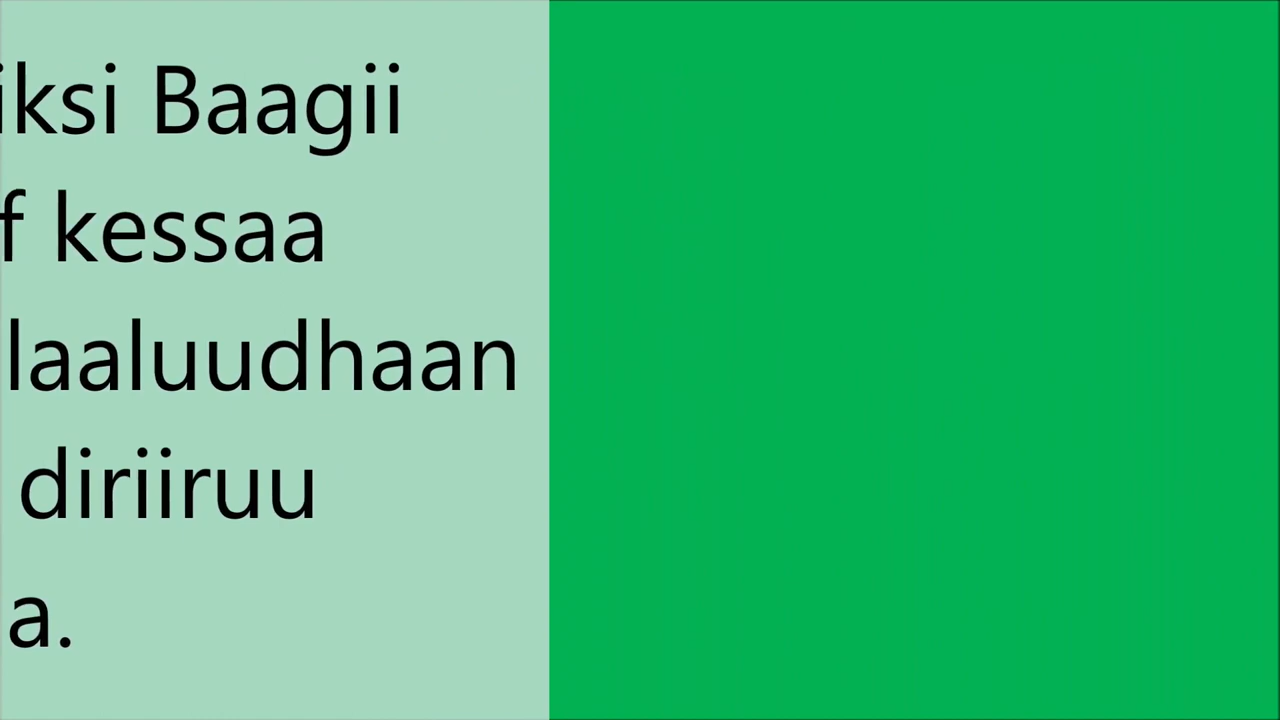 iksi Baagii
f kessaa
laaluudhaan
diriiruu
a.